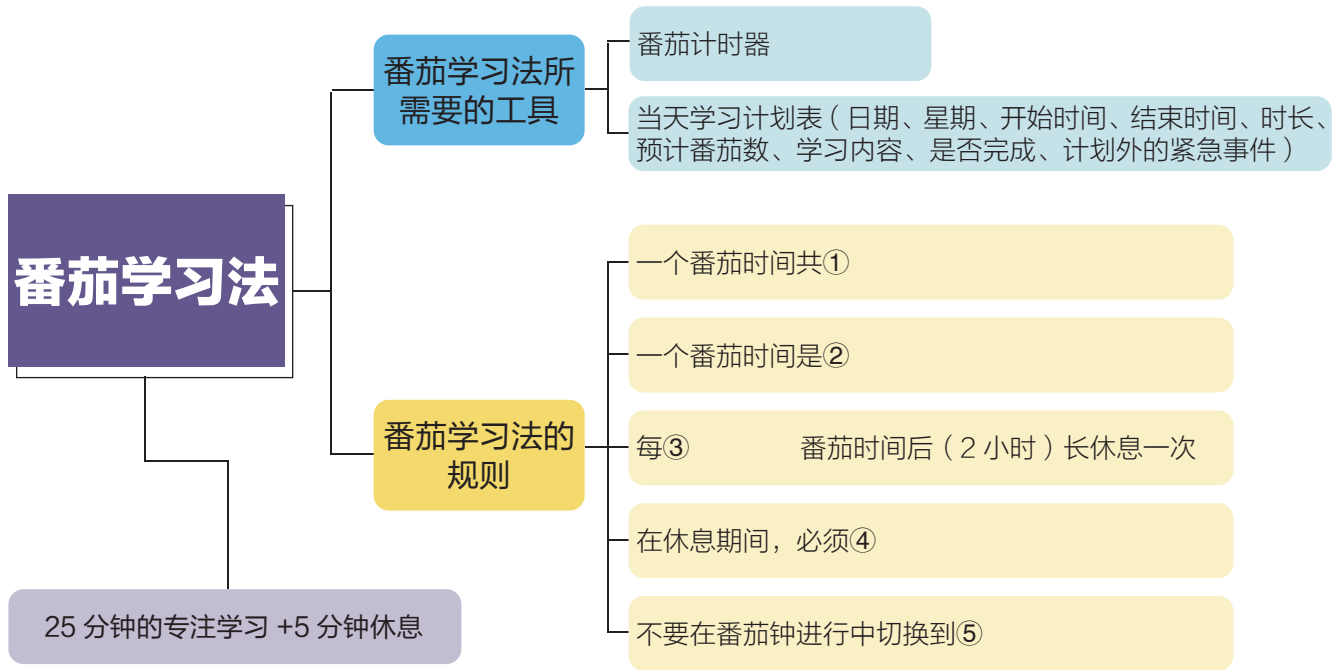 番茄学习法
25 分钟的专注学习 +5 分钟休息
番茄学习法所
需要的工具
番茄计时器
当天学习计划表（日期、星期、开始时间、结束时间、时长、
预计番茄数、学习内容、是否完成、计划外的紧急事件）
番茄学习法的
规则
一个番茄时间共①
一个番茄时间是②
每③ 番茄时间后（2 小时）长休息一次
在休息期间，必须④
不要在番茄钟进行中切换到⑤